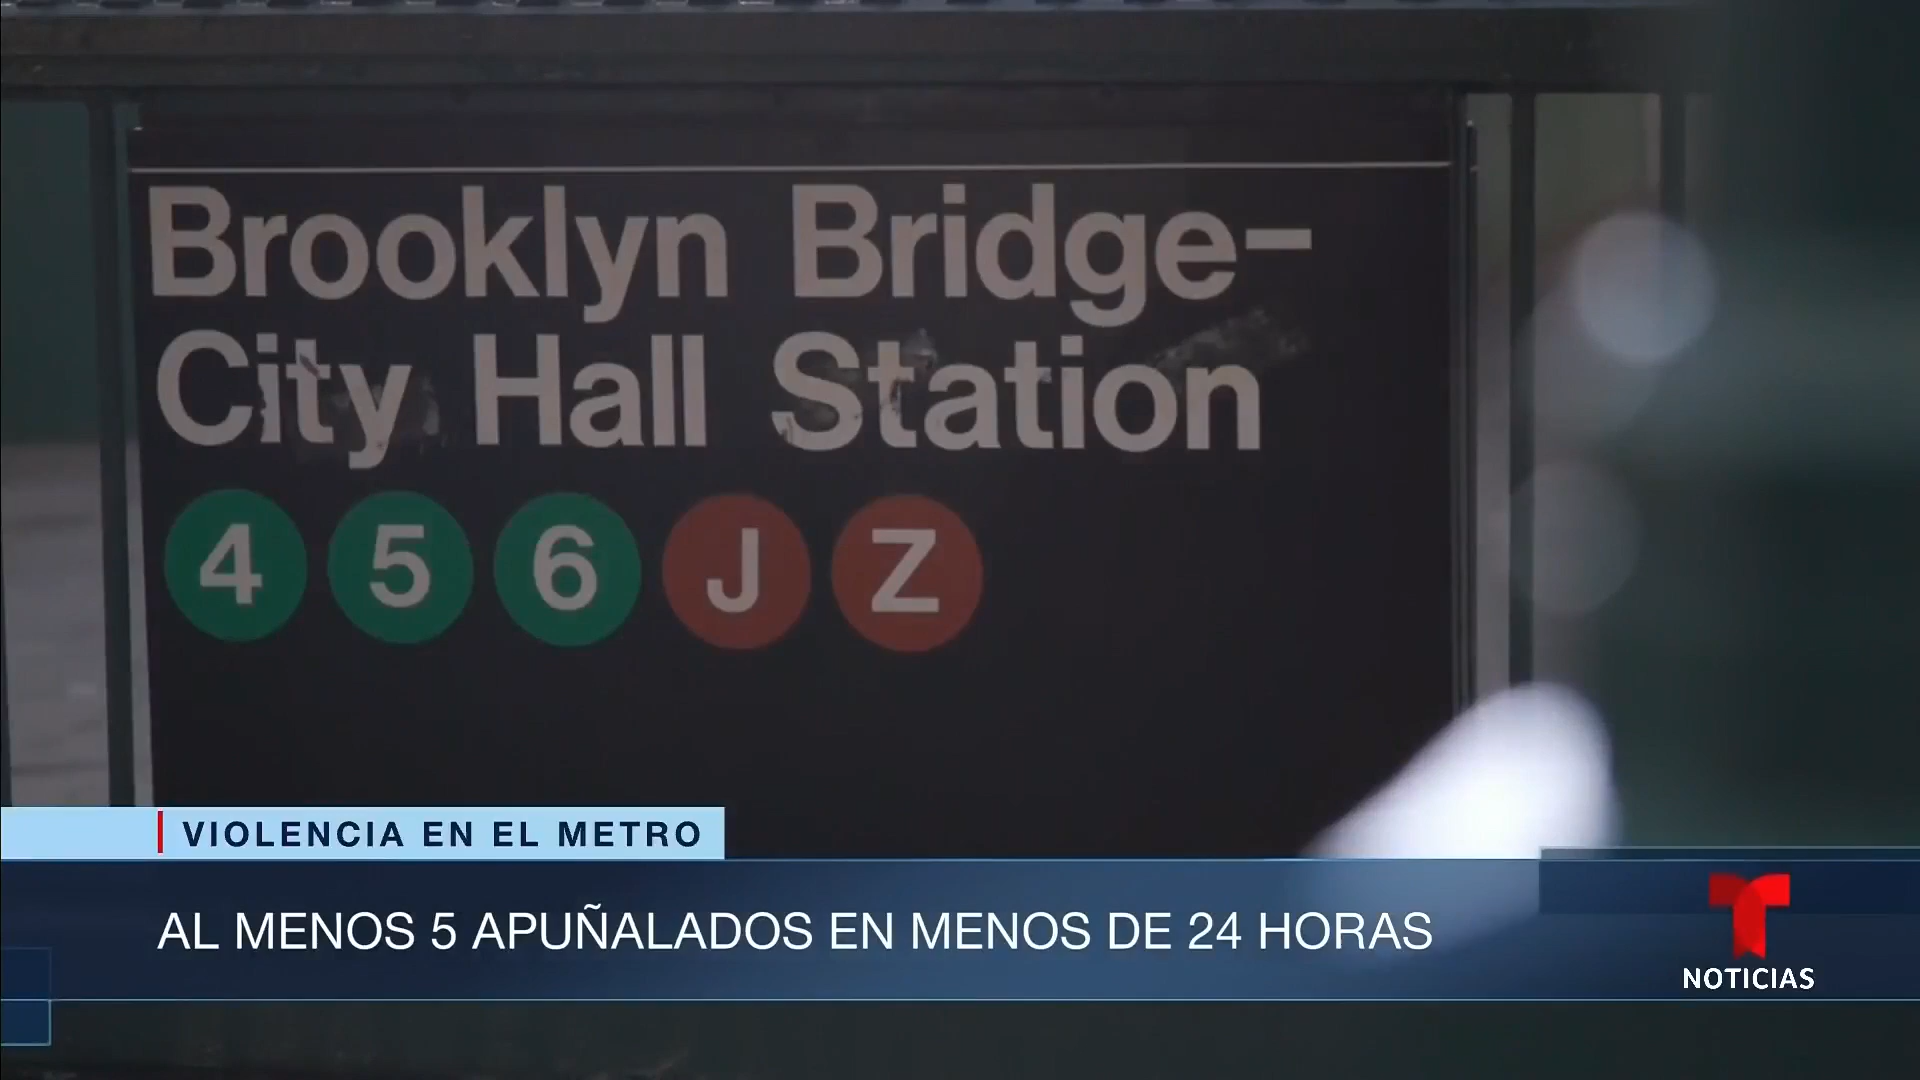 Brooklyn Bridge-
City Hall Station
4 5 6 J Z
VIOLENCIA EN EL METRO
AL MENOS 5 APUÑALADOS EN MENOS DE 24 HORAS
NOTICIAS